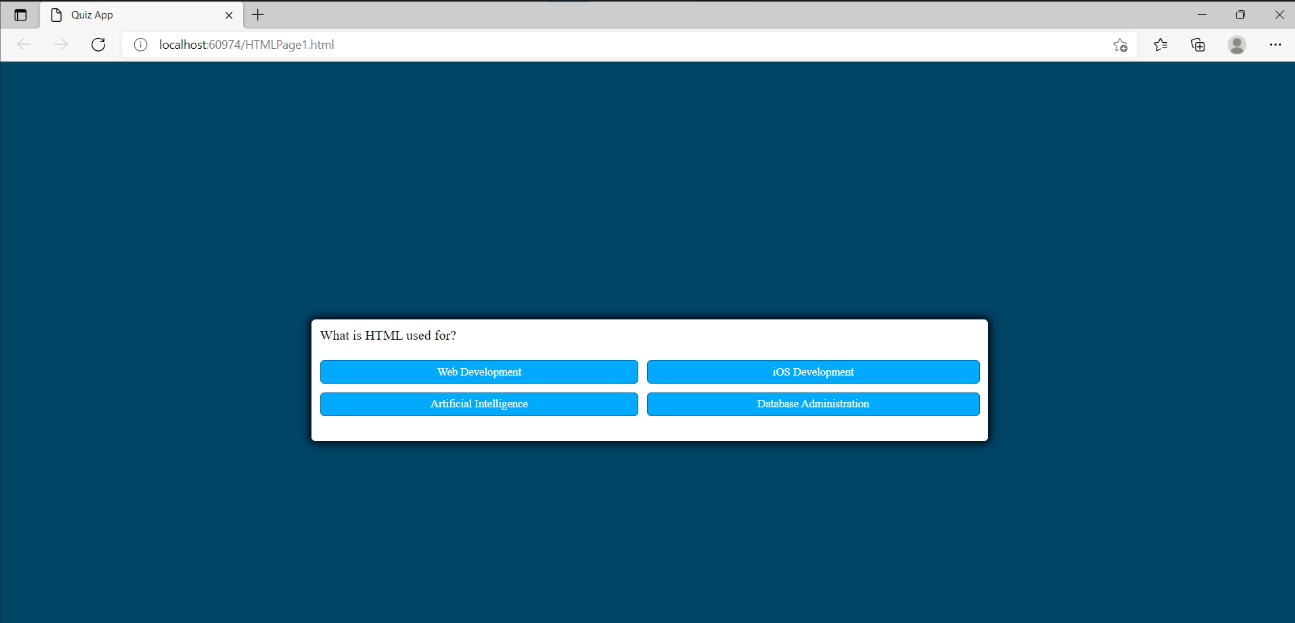 Quiz App
localhost:60974/HTMLPage1.html
What is HTML used for?
Web Development
iOS Development
Artificial Intelligence
Database Administration